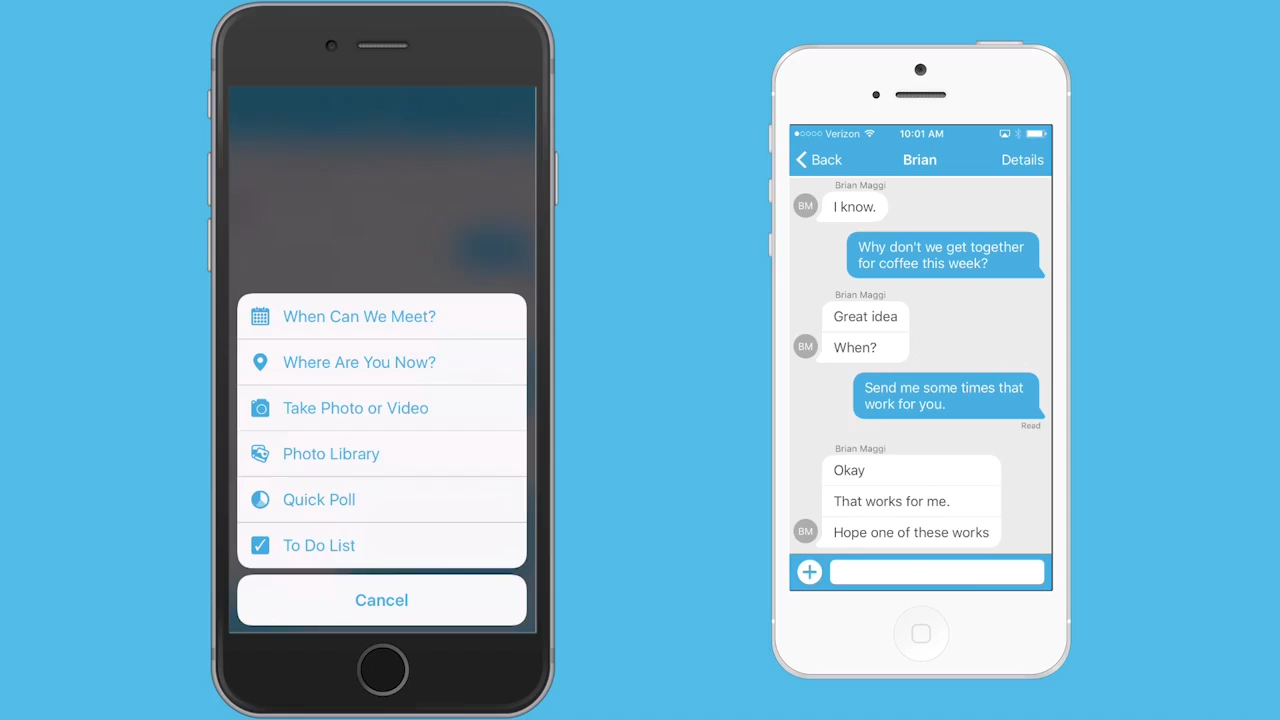 When Can We Meet?
Where Are You Now?
Take Photo or Video
Photo Library
Quick Poll
To Do List
Cancel
Verizon 10:01 AM
Back Brian Details
Brian Maggi
BM I know.
Why don't we get together
for coffee this week?
Brian Maggi
Great idea
BM When?
Send me some times that
work for you.
Read
Brian Maggi
Okay
That works for me.
BM Hope one of these works